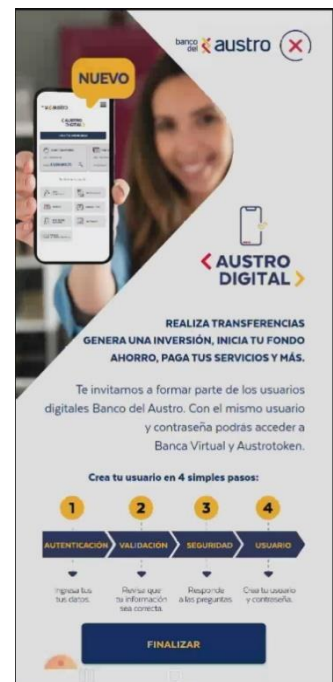 banco del austro
NUEVO
AUSTRO
DIGITAL
REALIZA TRANSFERENCIAS
GENERA UNA INVERSIÓN, INICIA TU FONDO
AHORRO, PAGA TUS SERVICIOS Y MÁS.
Te invitamos a formar parte de los usuarios
digitales Banco del Austro. Con el mismo usuario
y contraseña podrás acceder a
Banca Virtual y Austrotoken.
Crea tu usuario en 4 simples pasos:
1 2 3 4
AUTENTICACIÓN VALIDACIÓN SEGURIDAD USUARIO
Ingresa tus Revisa que Responde Crea tu usuario
tus datos. tu información a las preguntas y contraseña.
sea correcta.
FINALIZAR